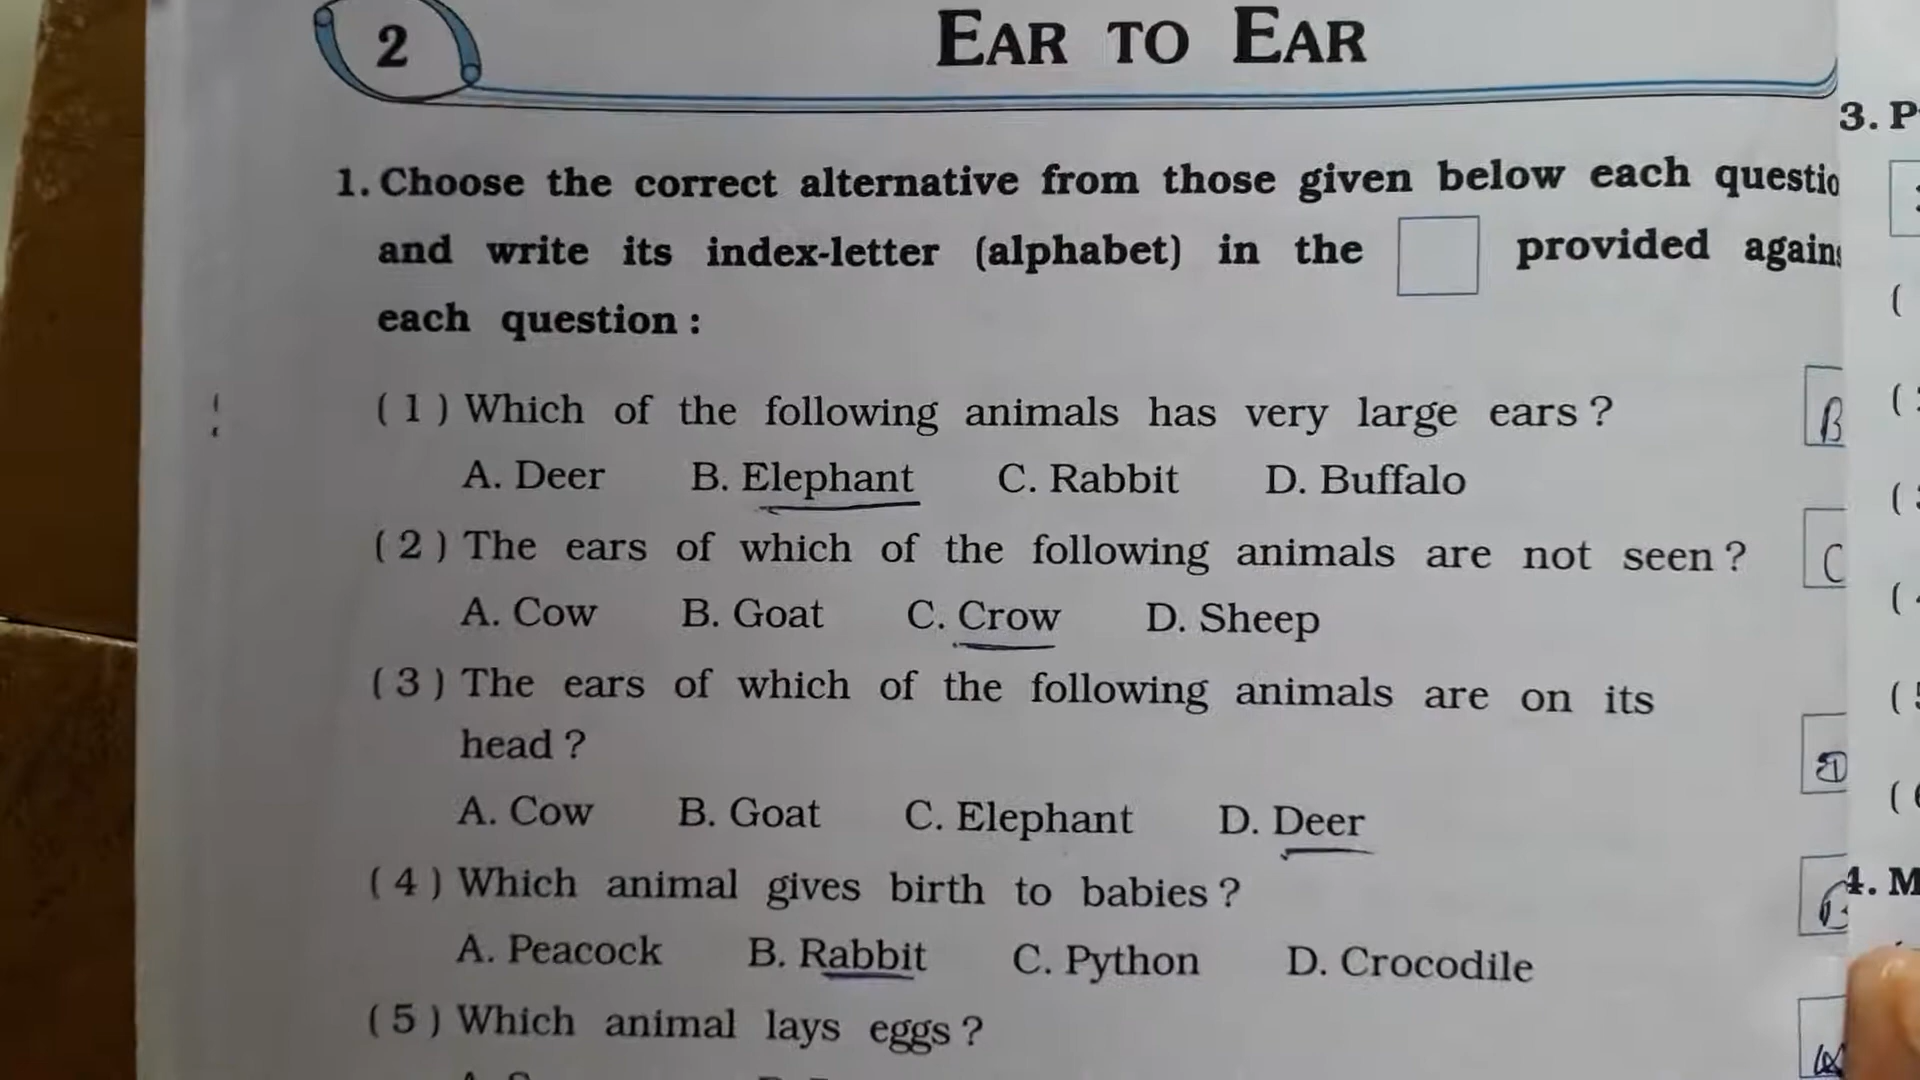 2
EAR TO EAR
1. Choose the correct alternative from those given below each
and write its index-letter (alphabet) in the provided
each question :
(1) Which of the following animals has very large ears ?
B
A. Deer B. Elephant C. Rabbit D. Buffalo
(2) The ears of which of the following animals are not seen ?
C
A. Cow B. Goat C. Crow D. Sheep
(3) The ears of which of the following animals are on its
head ?
D
A. Cow B. Goat C. Elephant D. Deer
(4) Which animal gives birth to babies ?
A. Peacock B. Rabbit C. Python D. Crocodile
(5) Which animal lays eggs ?
3. P
4. M